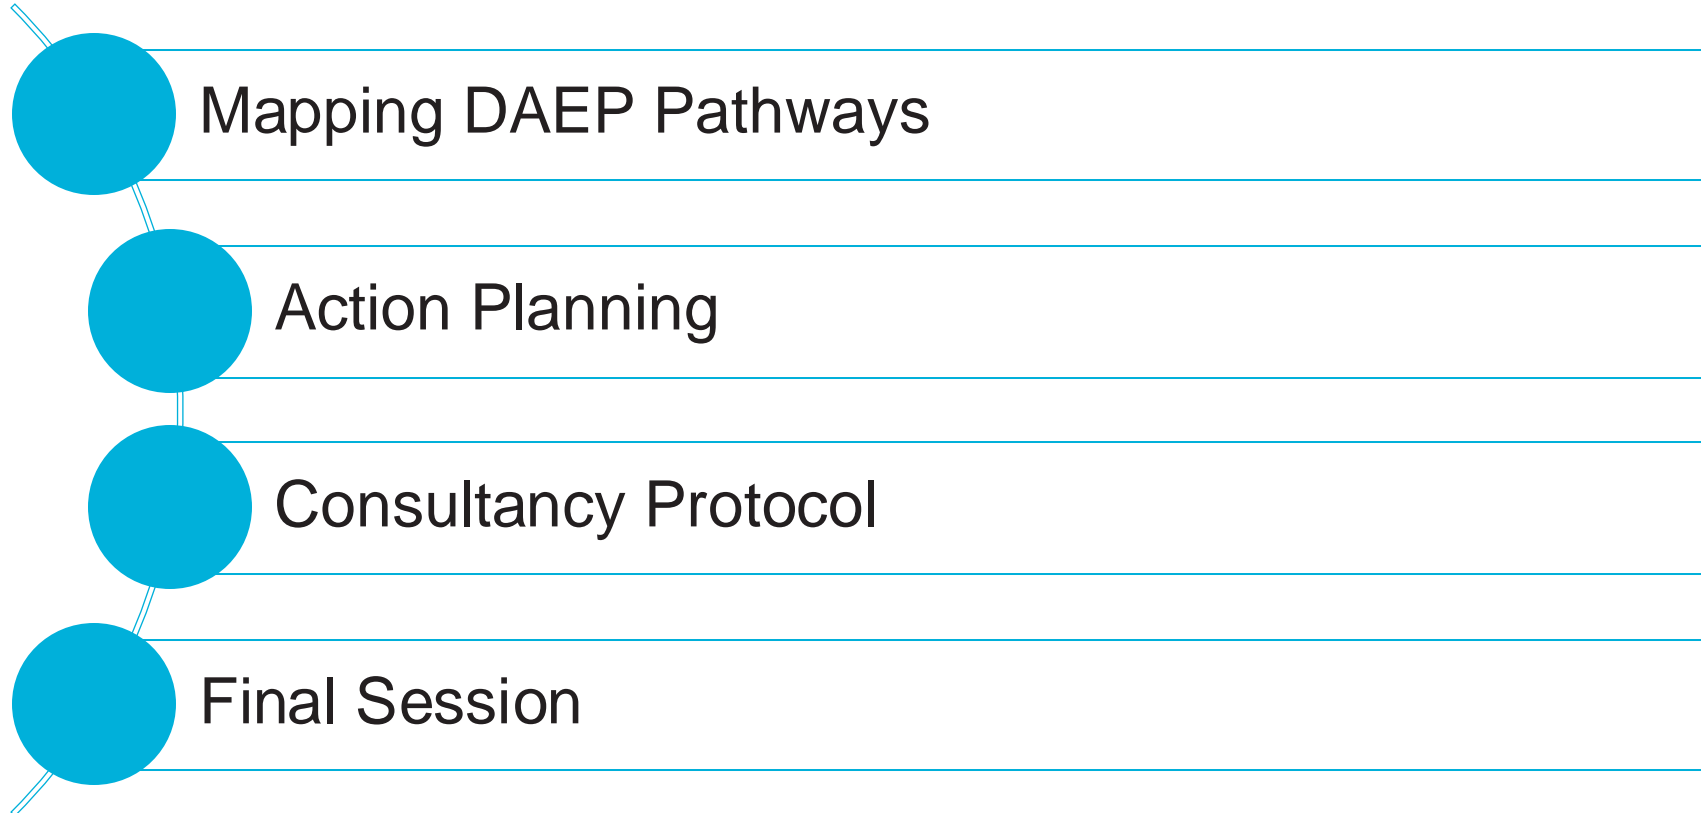 Mapping DAEP Pathways
Action Planning
Consultancy Protocol
Final Session